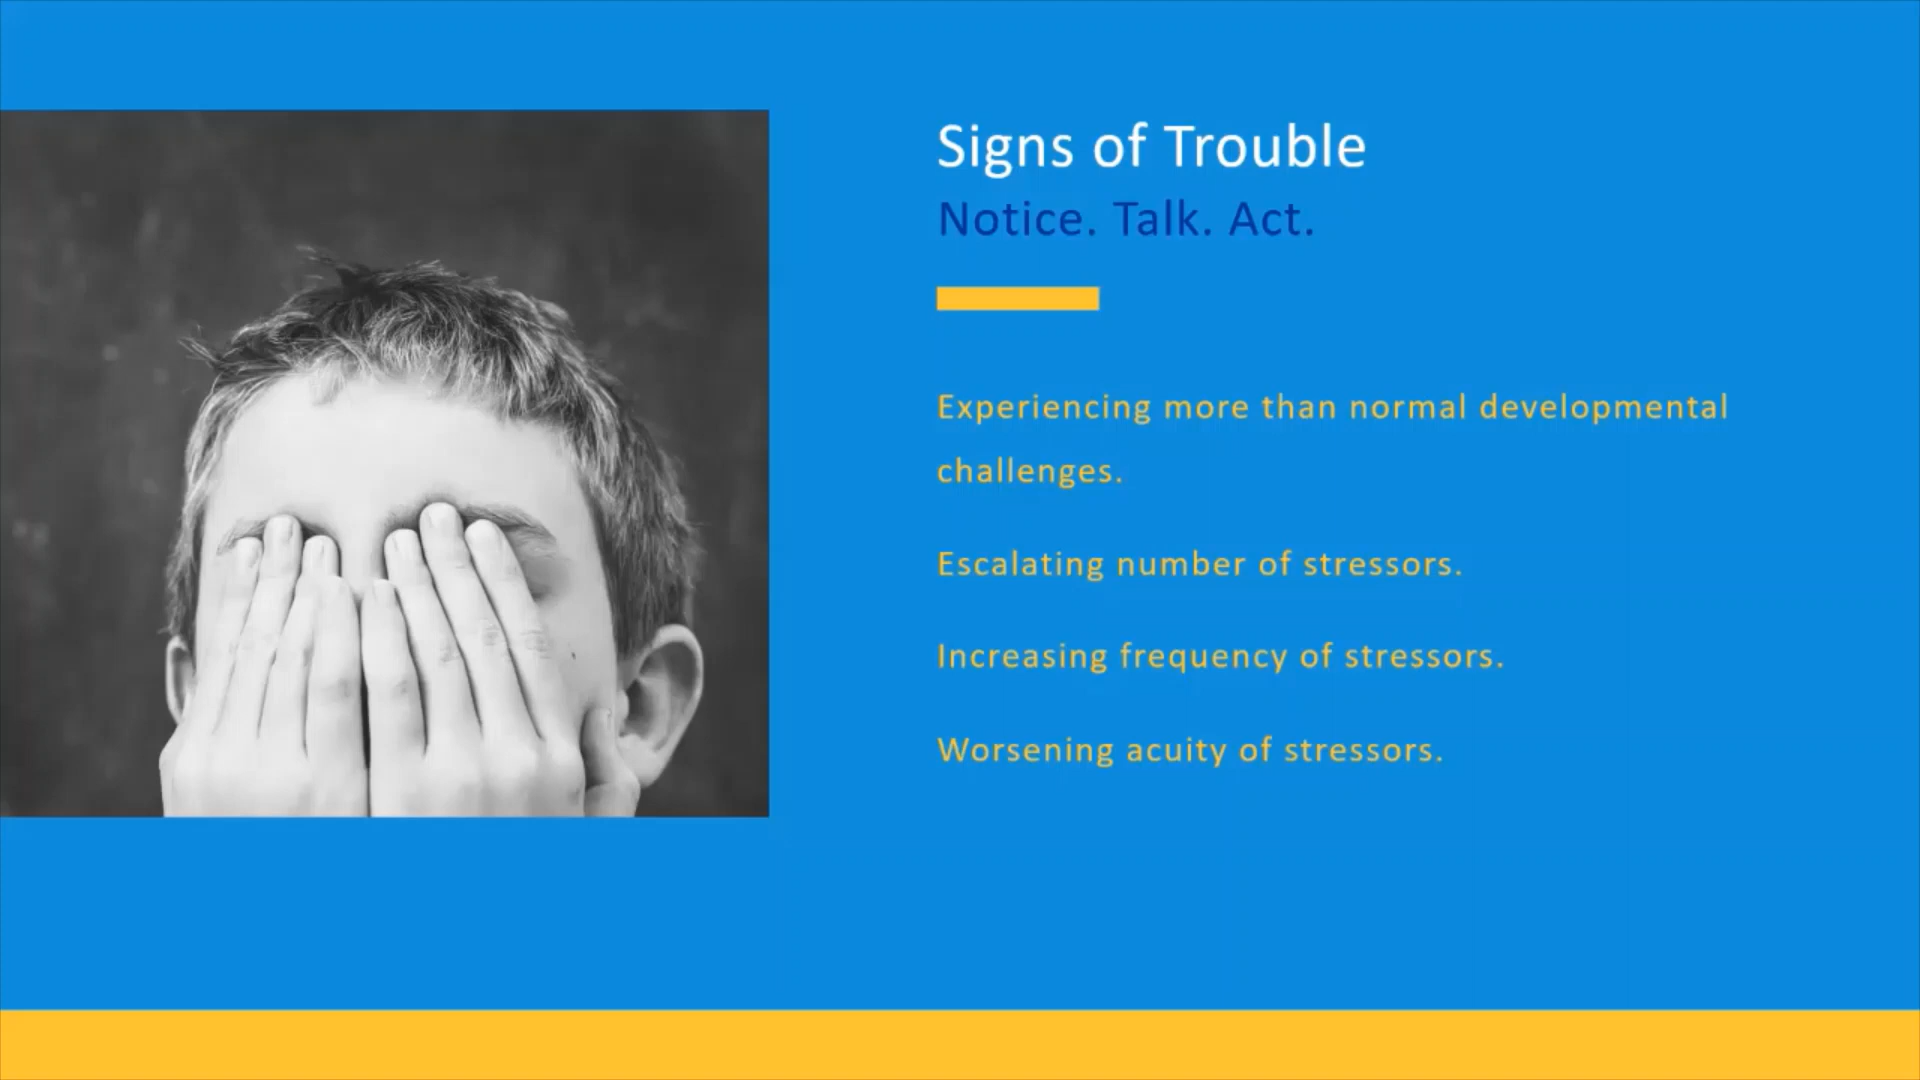 Signs of Trouble
Notice. Talk. Act.
Experiencing more than normal developmental
challenges.
Escalating number of stressors.
Increasing frequency of stressors.
Worsening acuity of stressors.